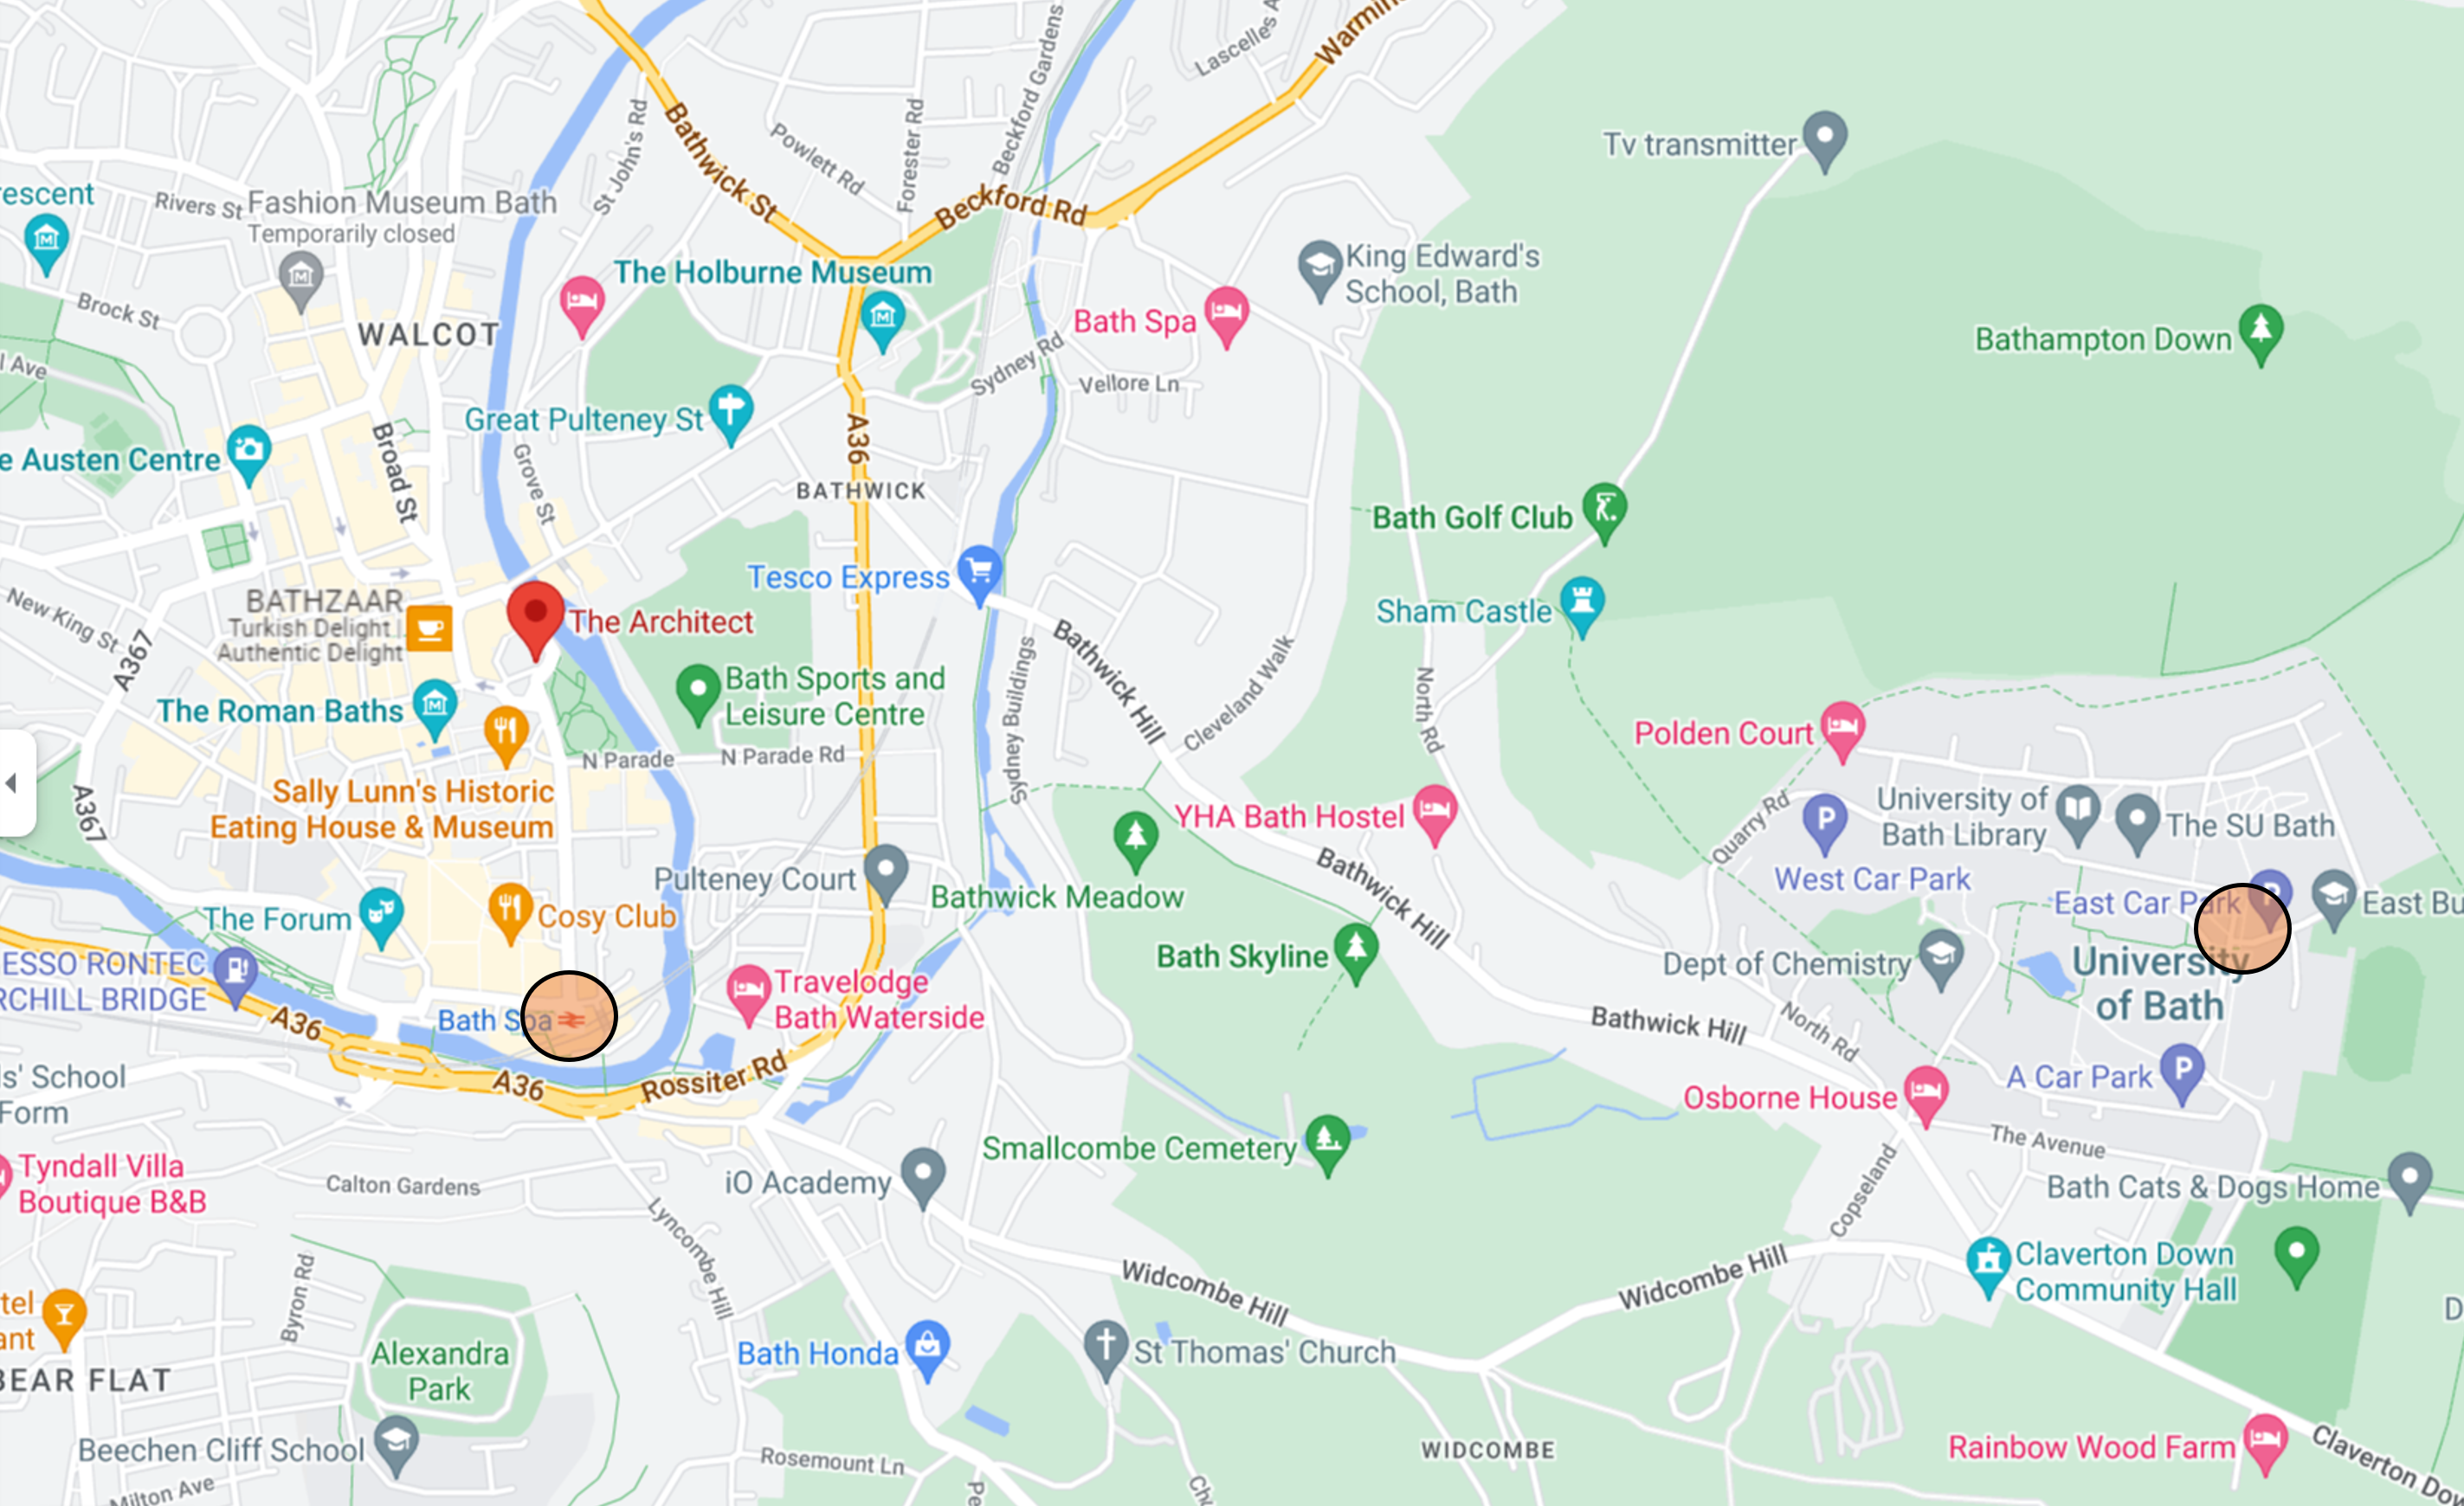 Warmin
Lascelles A
Beckford Gardens
Forester Rd
St John's Rd
Bathwick St
Powlett Rd
Tv transmitter
escent
Rivers St
Fashion Museum Bath
Temporarily closed
Beckford Rd
King Edward's
School, Bath
The Holburne Museum
Brock St
WALCOT
Bath Spa
Bathampton Down
Sydney Rd
Vellore Ln
l Ave
Great Pulteney St
A36
Broad St
e Austen Centre
Grove St
BATHWICK
Bath Golf Club
Tesco Express
BATHZAAR
Turkish Delight |
Authentic Delight
New King St
A367
The Architect
Sham Castle
Bathwick Hill
Cleveland Walk
Sydney Buildings
North Rd
Bath Sports and
Leisure Centre
The Roman Baths
N Parade
N Parade Rd
Polden Court
Sally Lunn's Historic
Eating House & Museum
A367
YHA Bath Hostel
Quarry Rd
University of
Bath Library
The SU Bath
West Car Park
Pulteney Court
Bathwick Meadow
Bathwick Hill
East Car Park
East Bu
The Forum
Cosy Club
Bath Skyline
Dept of Chemistry
University
of Bath
ESSO RONTEC
RCHILL BRIDGE
Travelodge
Bath Waterside
A36
Bath Spa
Bathwick Hill
North Rd
A36
Rossiter Rd
A Car Park
ls' School
Form
Osborne House
The Avenue
Smallcombe Cemetery
Tyndall Villa
Boutique B&B
Calton Gardens
iO Academy
Copseland
Bath Cats & Dogs Home
Lyncombe Hill
Byron Rd
Widcombe Hill
Widcombe Hill
Claverton Down
Community Hall
tel
ant
D
BEAR FLAT
Alexandra
Park
Bath Honda
St Thomas' Church
Beechen Cliff School
Rosemount Ln
WIDCOMBE
Rainbow Wood Farm
Claverton Dow
Milton Ave
Pe
Chu